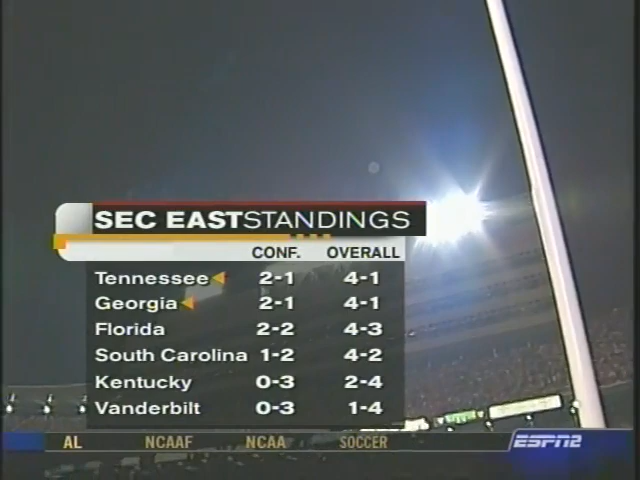 SEC EAST STANDINGS
CONF. OVERALL
Tennessee 2-1 4-1
Georgia 2-1 4-1
Florida 2-2 4-3
South Carolina 1-2 4-2
Kentucky 0-3 2-4
Vanderbilt 0-3 1-4
AL NCAAF NCAA SOCCER ESPN2